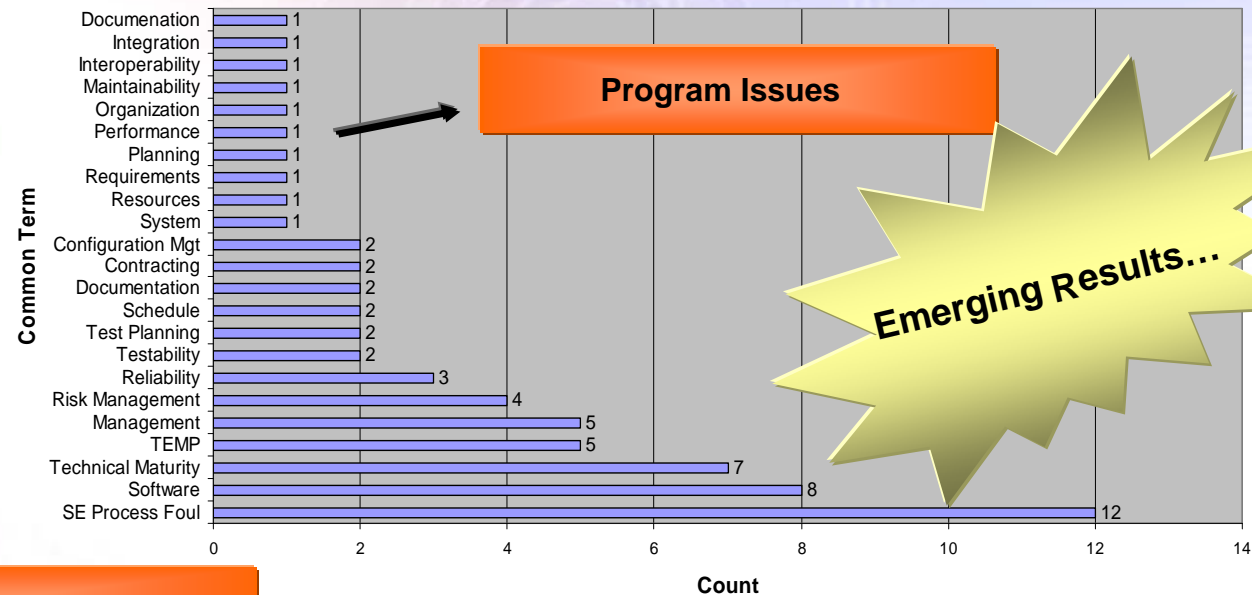 Documenation 1
Integration 1
Interoperability 1
Maintainability 1
Organization 1
Performance 1
Planning 1
Requirements 1
Resources 1
System 1
Configuration Mgt 2
Contracting 2
Documentation 2
Schedule 2
Test Planning 2
Testability 2
Reliability 3
Risk Management 4
Management 5
TEMP 5
Technical Maturity 7
Software 8
SE Process Foul 12
Common Term
Program Issues
Emerging Results…
0 2 4 6 8 10 12 14
Count